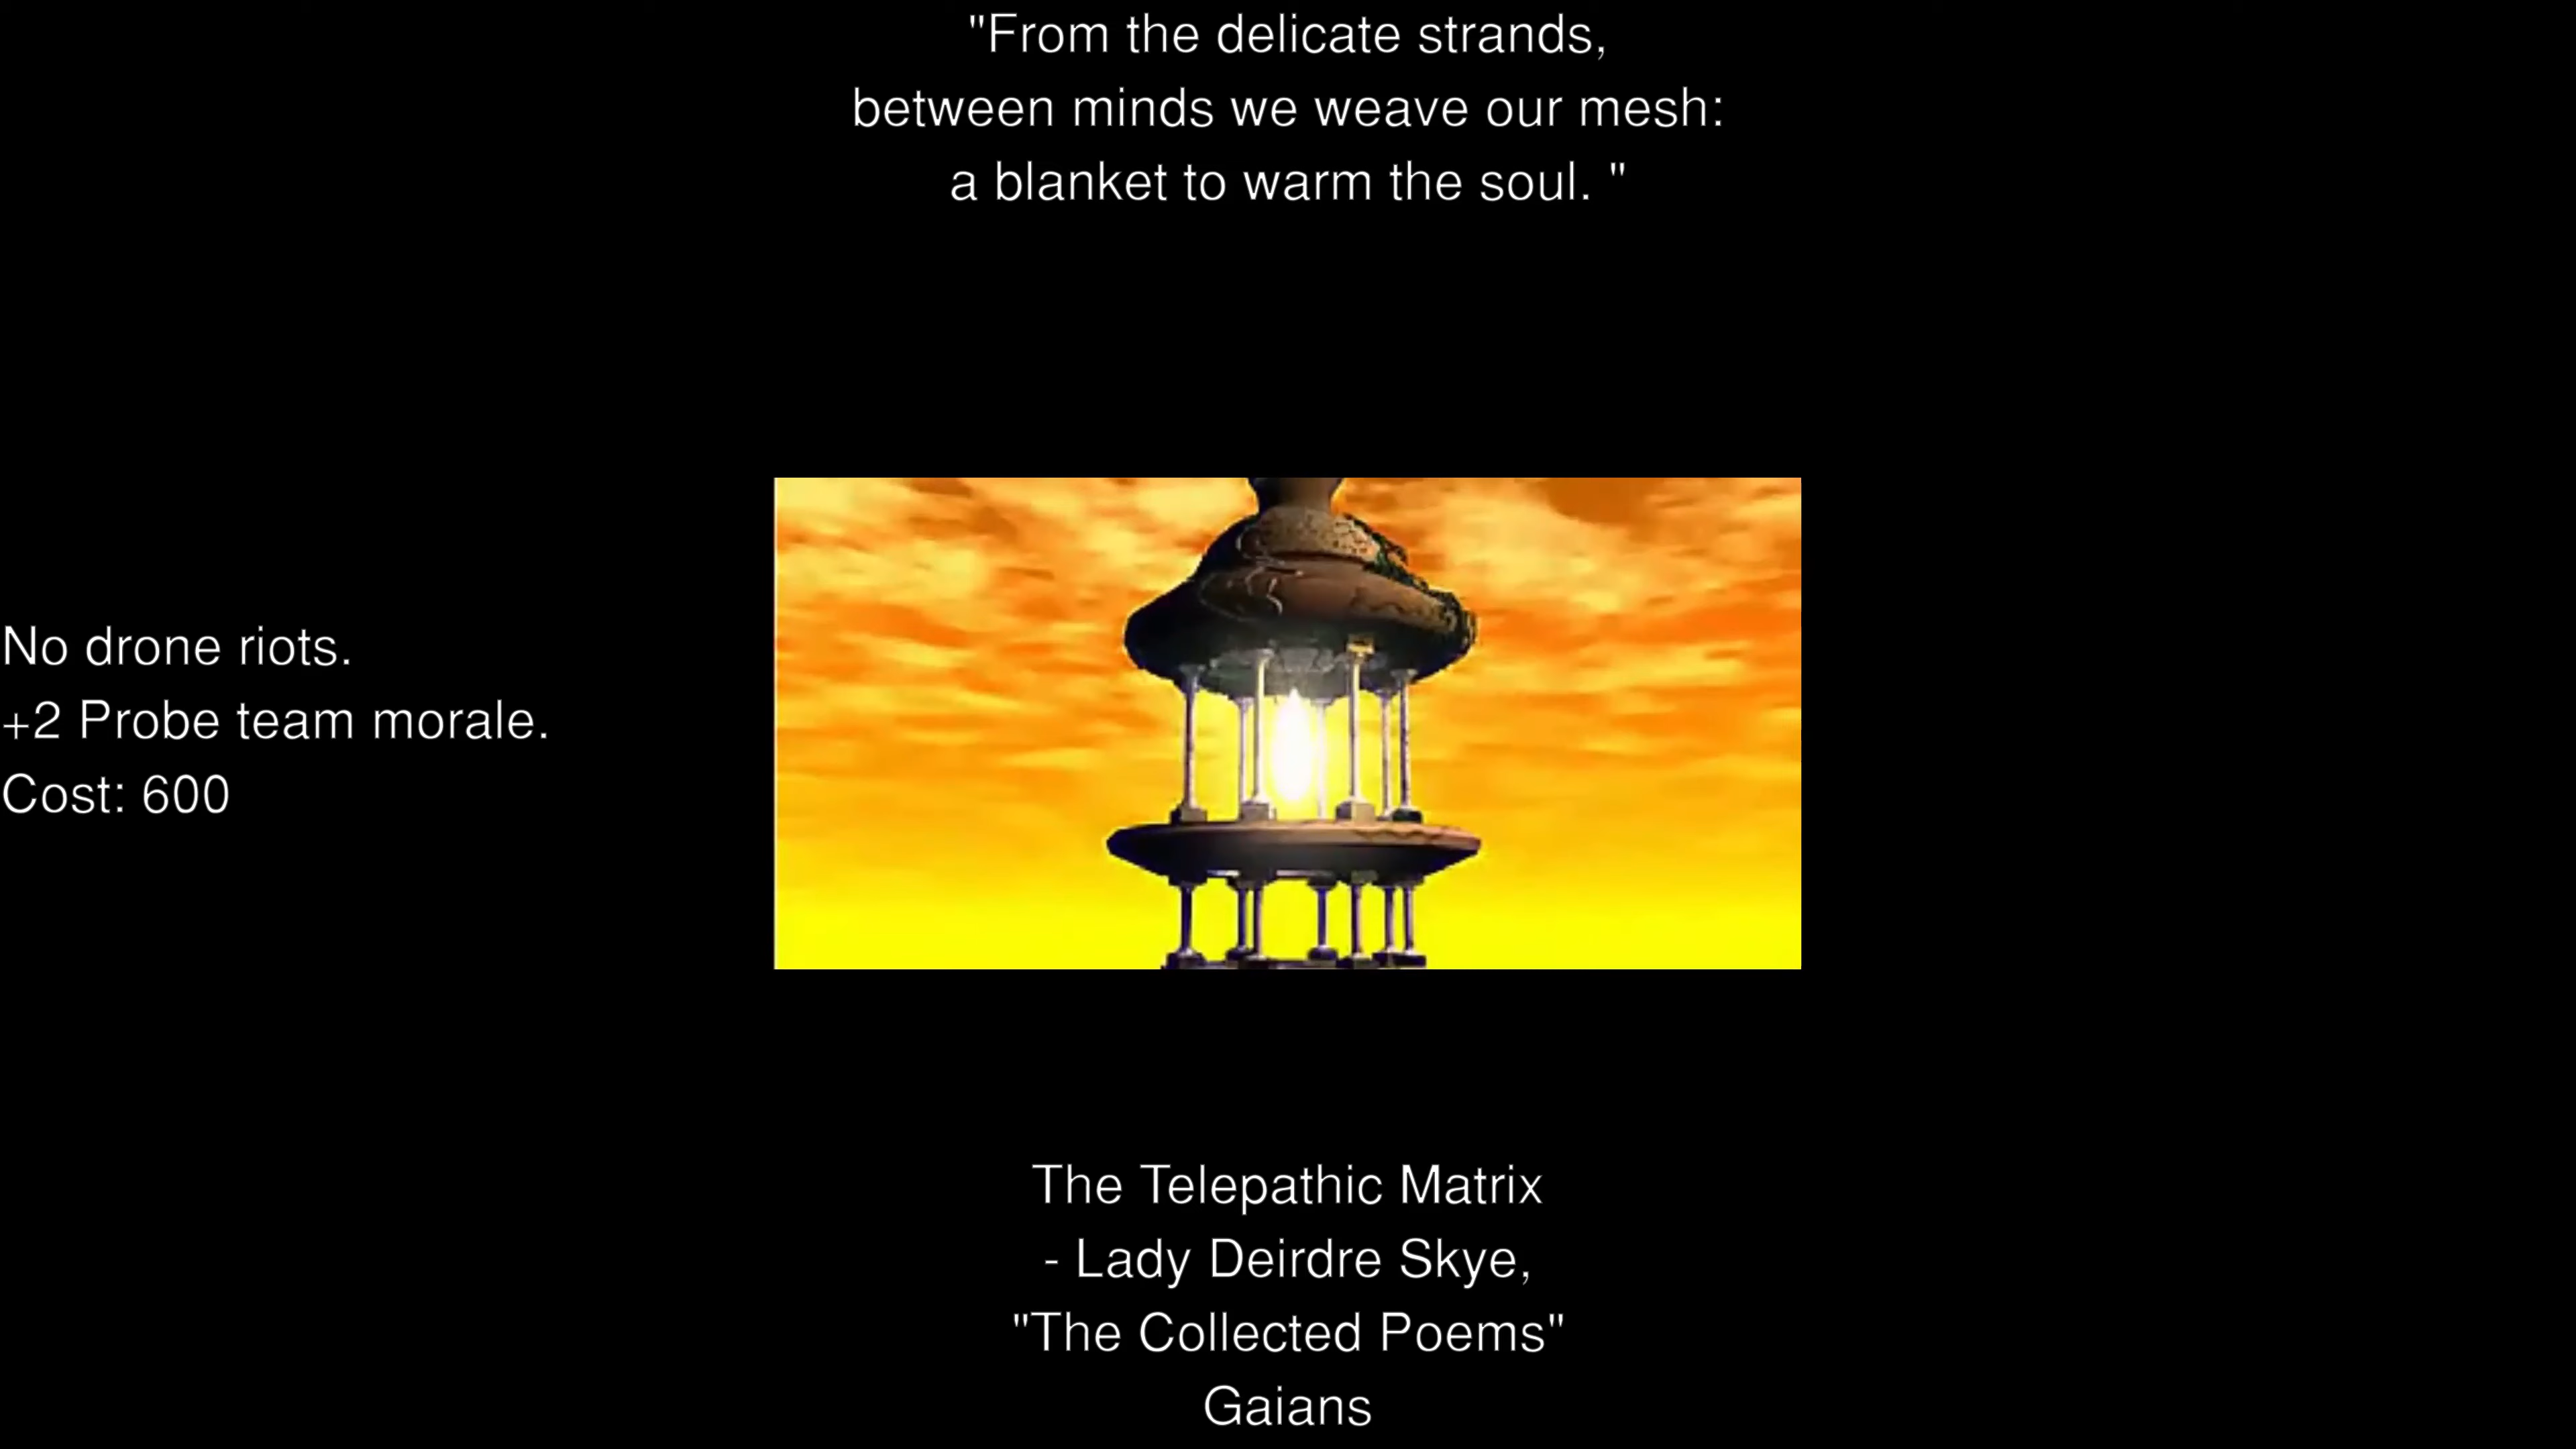 "From the delicate strands,
between minds we weave our mesh:
a blanket to warm the soul. "
No drone riots.
+2 Probe team morale.
Cost: 600
The Telepathic Matrix
- Lady Deirdre Skye,
"The Collected Poems"
Gaians